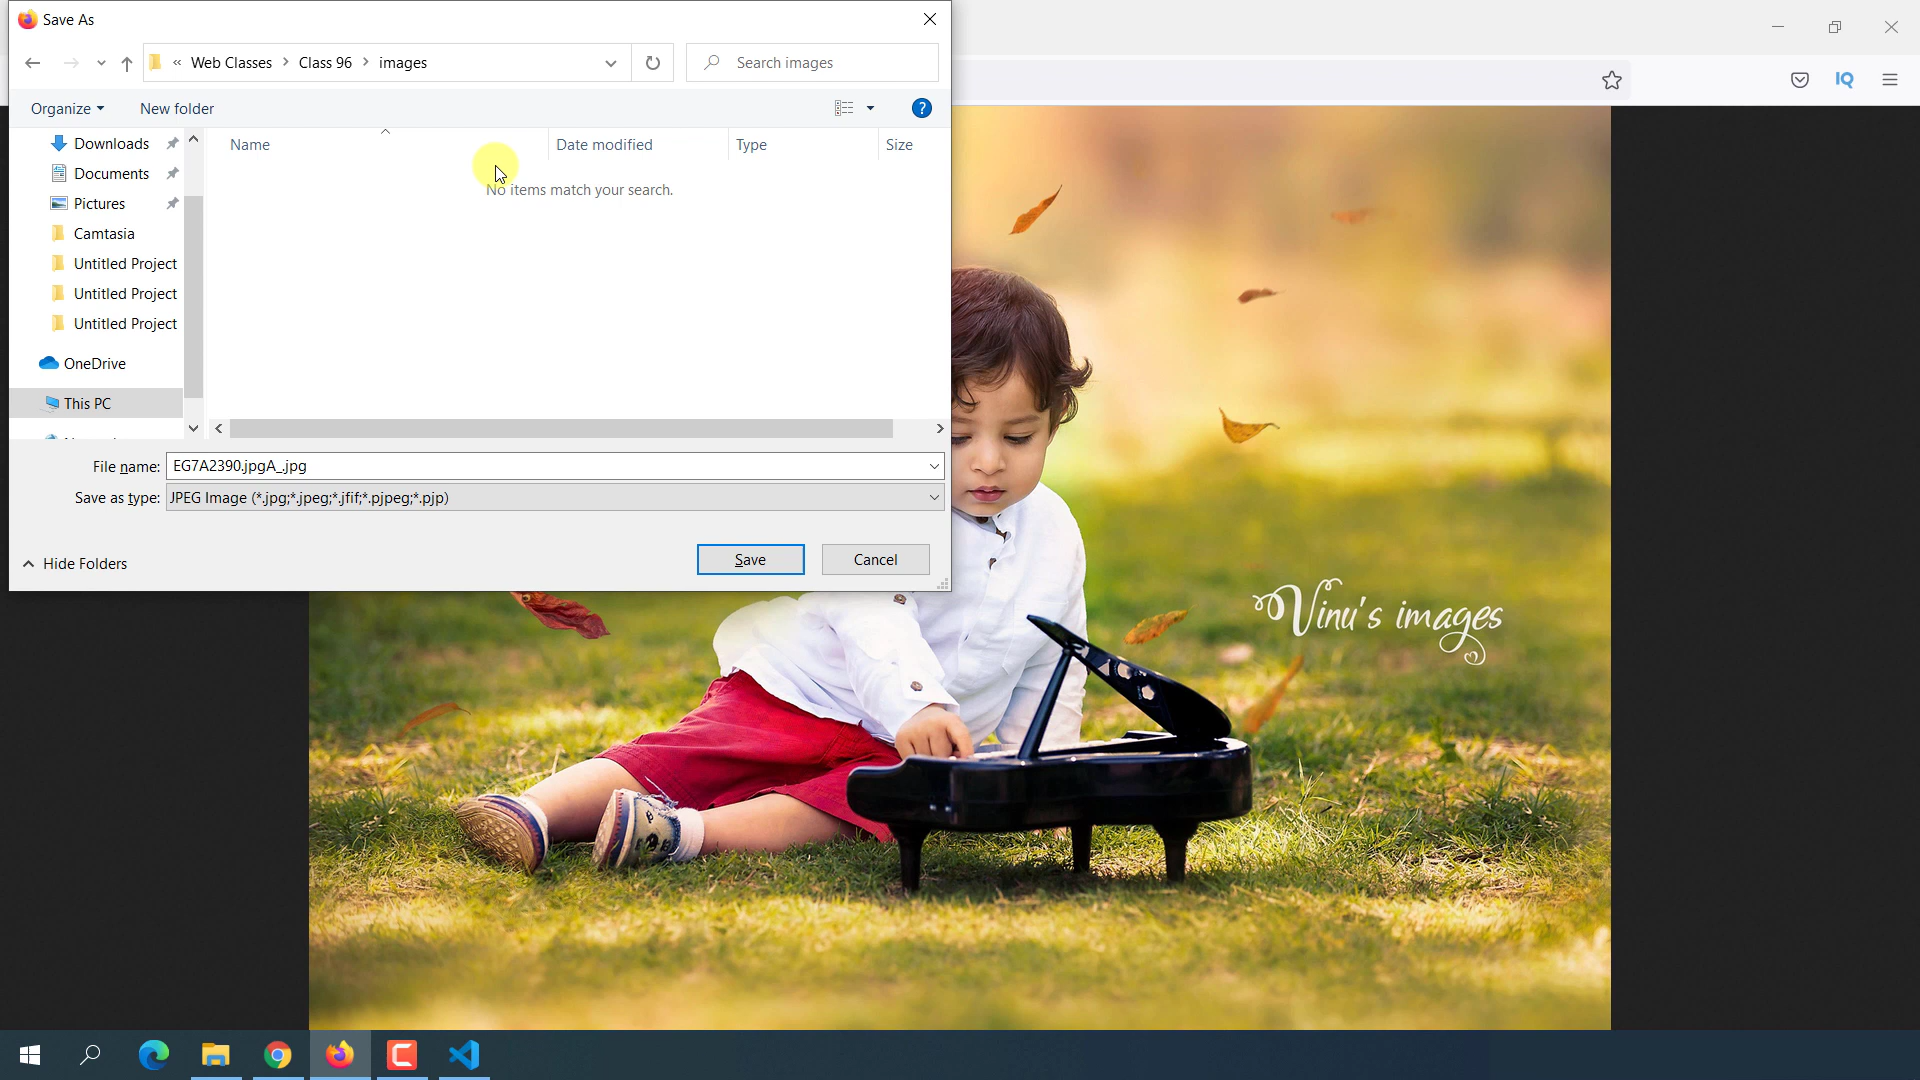 Save As
« Web Classes > Class 96 > images
Search images
Organize
New folder
?
Name
Date modified
Type
Size
No items match your search.
Downloads
Documents
Pictures
Camtasia
Untitled Project
Untitled Project
Untitled Project
OneDrive
This PC
File name: EG7A2390.jpgA_.jpg
Save as type: JPEG Image (*.jpg;*.jpeg;*.jfif;*.pjpeg;*.pjp)
Hide Folders
Save
Cancel
IQ
Vinu's images